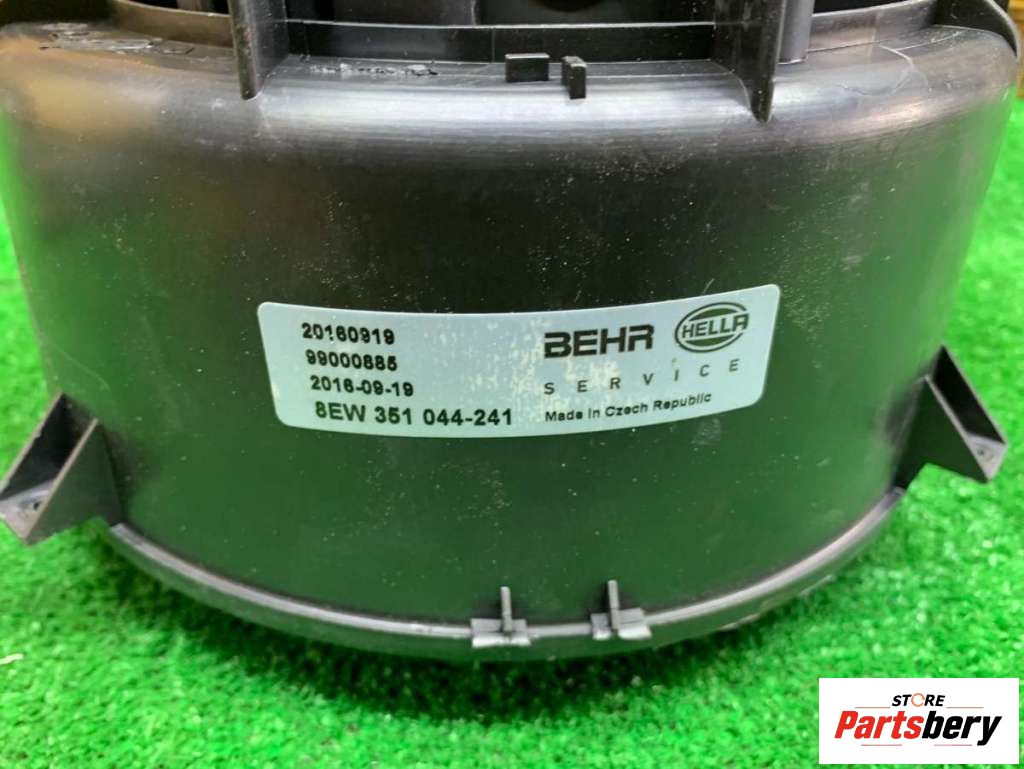 20160919
99000885
2016-09-19
8EW 351 044-241
BEHR HELLA
SERVICE
Made in Czech Republic
STORE
Partsbery